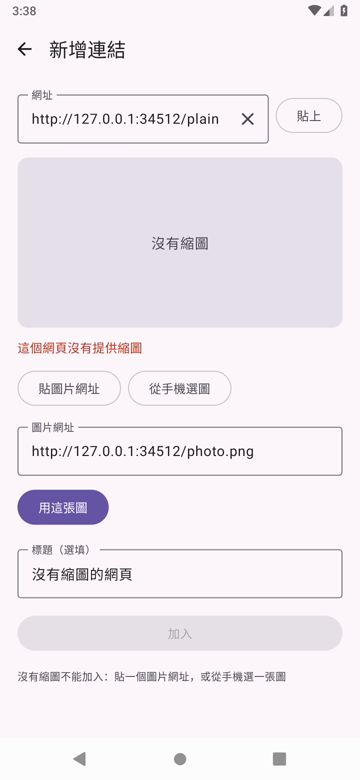 3:38
新增連結
網址
http://127.0.0.1:34512/plain
貼上
沒有縮圖
這個網頁沒有提供縮圖
貼圖片網址
從手機選圖
圖片網址
http://127.0.0.1:34512/photo.png
用這張圖
標題（選填）
沒有縮圖的網頁
加入
沒有縮圖不能加入：貼一個圖片網址，或從手機選一張圖